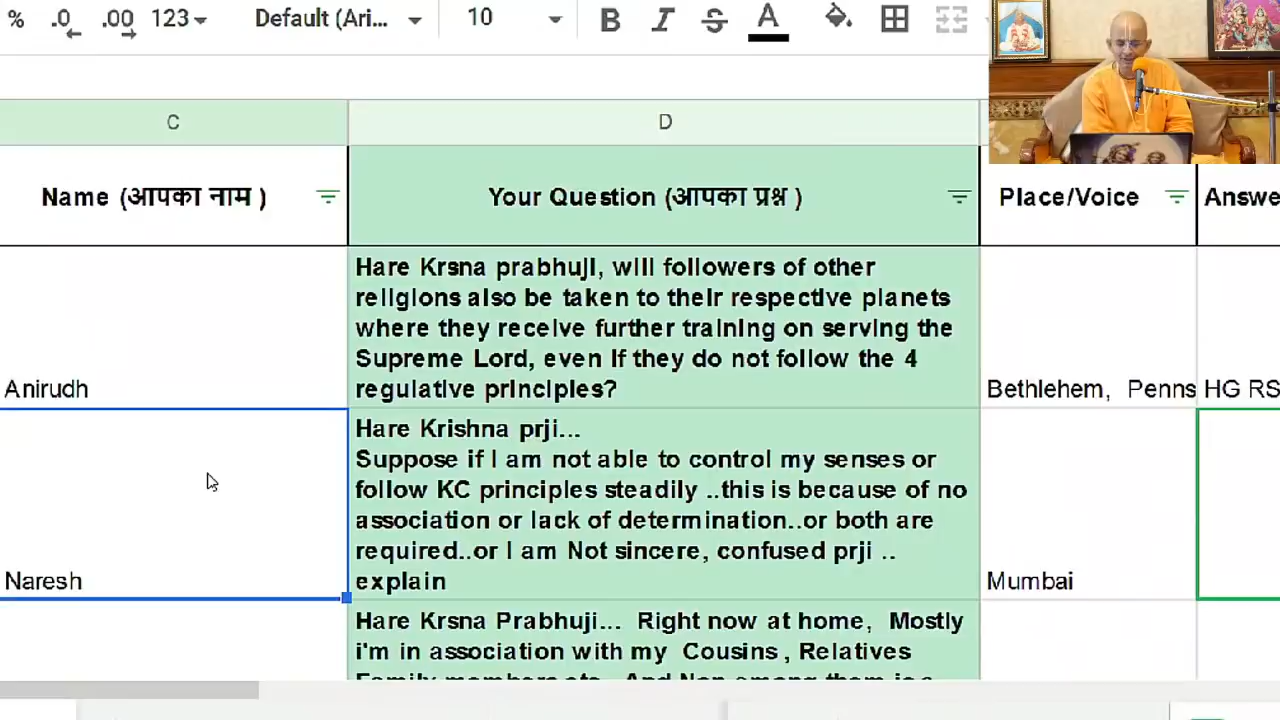 % .0 .00 123 Default (Ari... 10 B I S A
C D
Name (आपका नाम ) Your Question (आपका प्रश्न ) Place/Voice Answe
Hare Krsna prabhuji, will followers of other
religions also be taken to their respective planets
where they receive further training on serving the
Supreme Lord, even if they do not follow the 4
regulative principles?
Anirudh
Bethlehem, Penns
HG RS
Hare Krishna prji...
Suppose if I am not able to control my senses or
follow KC principles steadily ..this is because of no
association or lack of determination..or both are
required..or I am Not sincere, confused prji ..
explain
Naresh
Mumbai
Hare Krsna Prabhuji... Right now at home, Mostly
i'm in association with my Cousins , Relatives